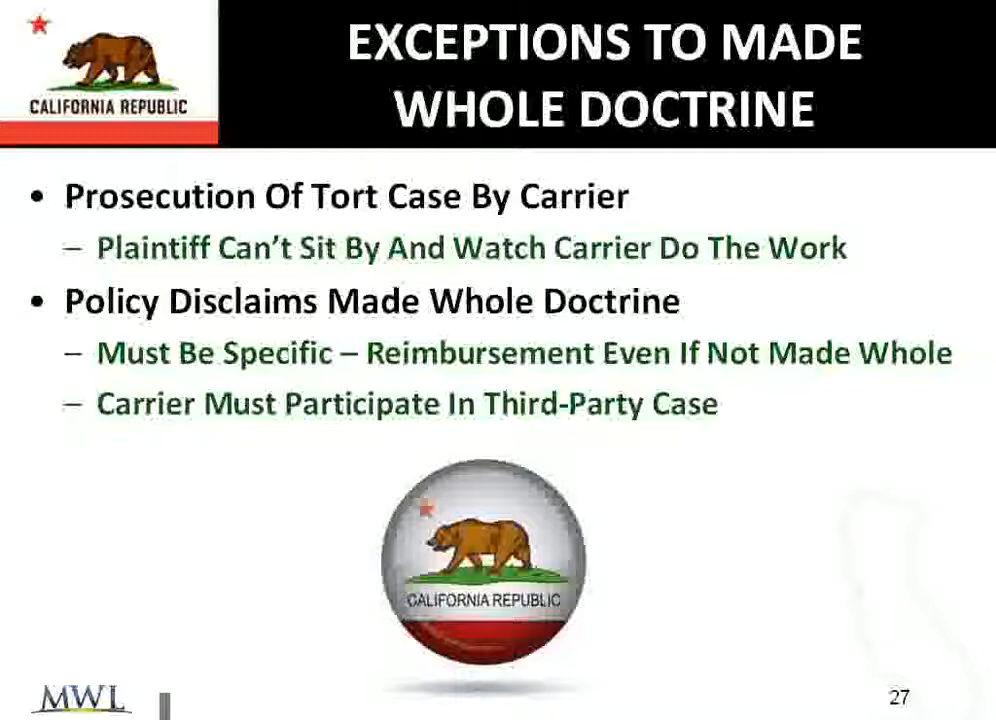 CALIFORNIA REPUBLIC
EXCEPTIONS TO MADE
WHOLE DOCTRINE
• Prosecution Of Tort Case By Carrier
– Plaintiff Can't Sit By And Watch Carrier Do The Work
• Policy Disclaims Made Whole Doctrine
– Must Be Specific – Reimbursement Even If Not Made Whole
– Carrier Must Participate In Third-Party Case
CALIFORNIA REPUBLIC
MWL
27